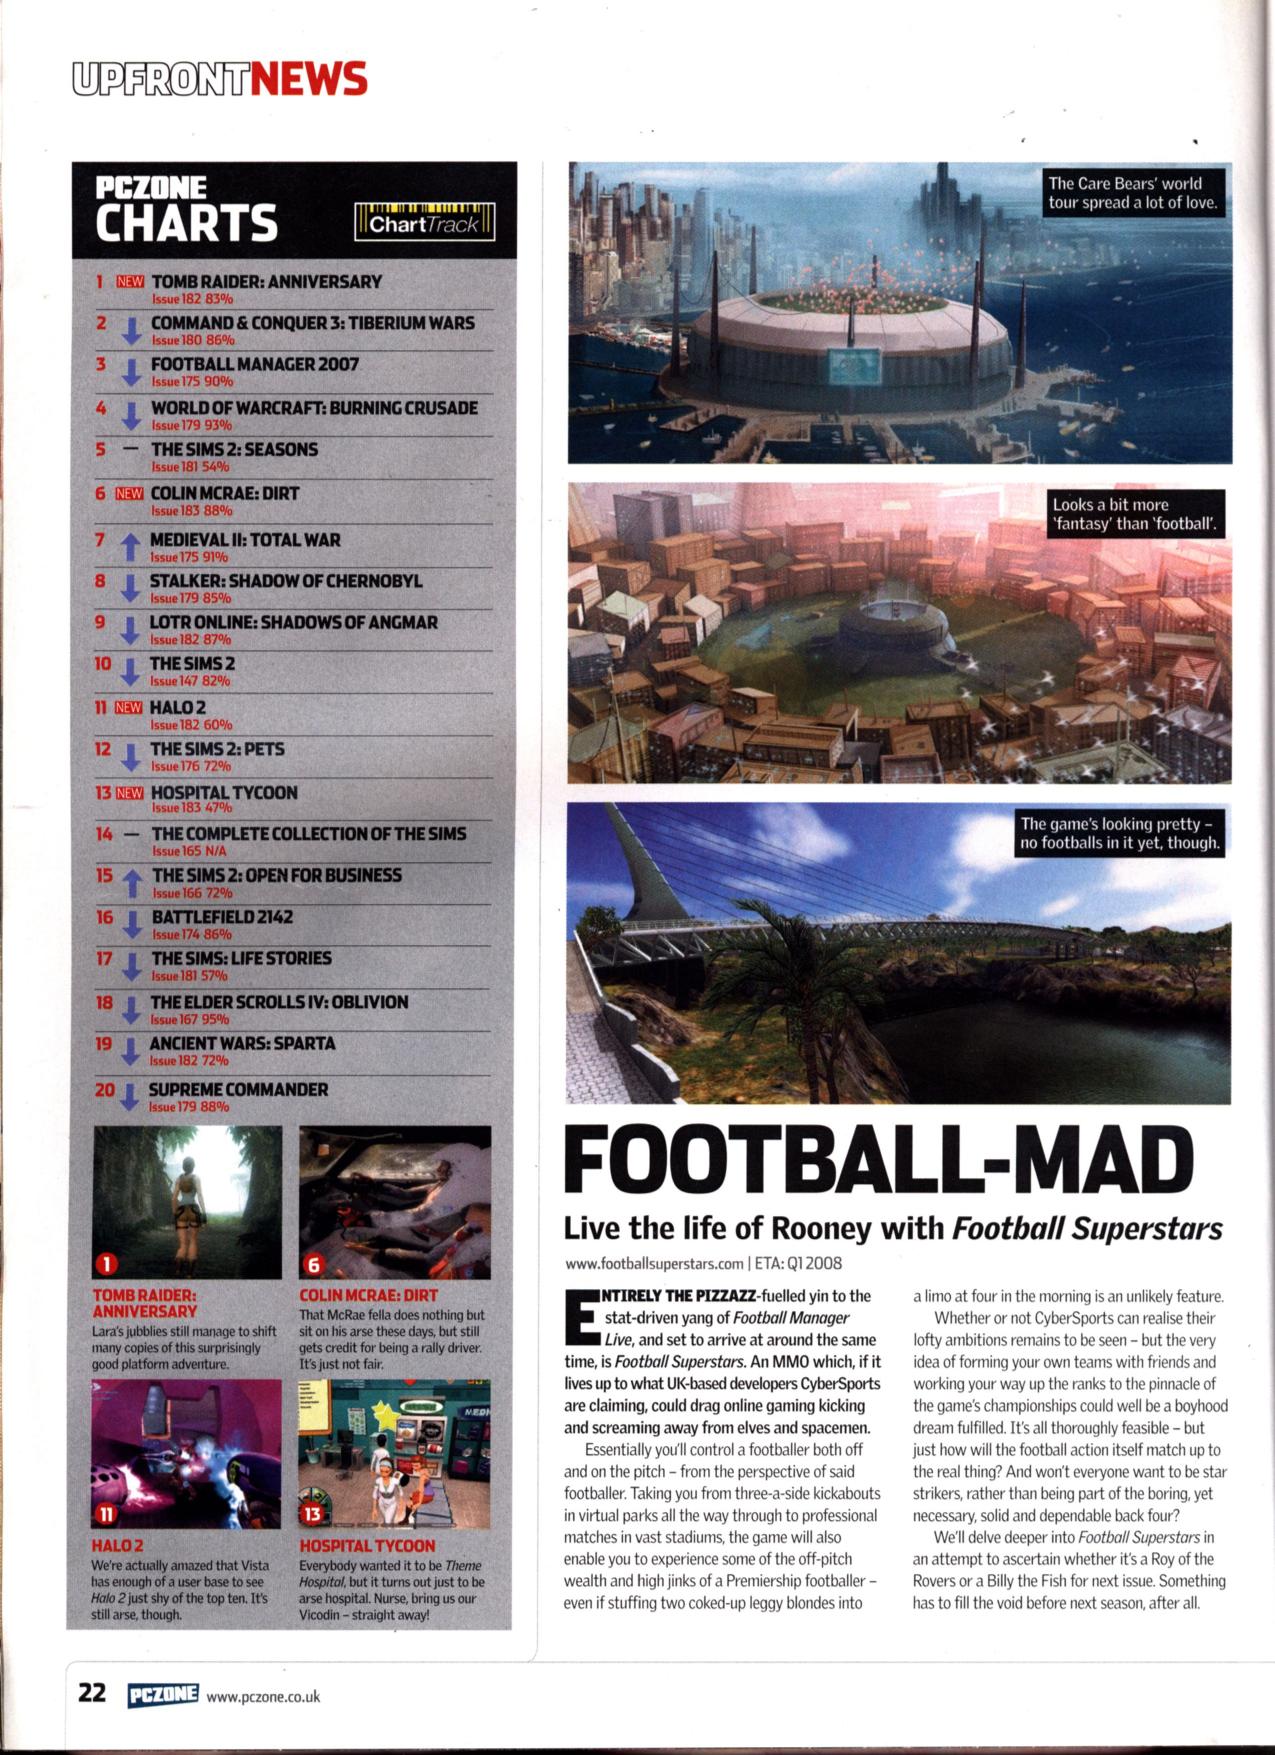 UPFRONTNEWS
PCZONE
CHARTS
ChartTrack
1 NEW TOMB RAIDER: ANNIVERSARY
Issue 182 83%
2 COMMAND & CONQUER 3: TIBERIUM WARS
Issue 180 86%
3 FOOTBALL MANAGER 2007
Issue 175 90%
4 WORLD OF WARCRAFT: BURNING CRUSADE
Issue 179 93%
5 – THE SIMS 2: SEASONS
Issue 181 54%
6 NEW COLIN MCRAE: DIRT
Issue 183 88%
7 MEDIEVAL II: TOTAL WAR
Issue 175 91%
8 STALKER: SHADOW OF CHERNOBYL
Issue 179 85%
9 LOTR ONLINE: SHADOWS OF ANGMAR
Issue 182 87%
10 THE SIMS 2
Issue 147 82%
11 NEW HALO 2
Issue 182 60%
12 THE SIMS 2: PETS
Issue 176 72%
13 NEW HOSPITAL TYCOON
Issue 183 47%
14 – THE COMPLETE COLLECTION OF THE SIMS
Issue 165 N/A
15 THE SIMS 2: OPEN FOR BUSINESS
Issue 166 72%
16 BATTLEFIELD 2142
Issue 174 86%
17 THE SIMS: LIFE STORIES
Issue 181 57%
18 THE ELDER SCROLLS IV: OBLIVION
Issue 167 95%
19 ANCIENT WARS: SPARTA
Issue 182 72%
20 SUPREME COMMANDER
Issue 179 88%
1
TOMB RAIDER:
ANNIVERSARY
Lara's jubblies still manage to shift
many copies of this surprisingly
good platform adventure.
6
COLIN MCRAE: DIRT
That McRae fella does nothing but
sit on his arse these days, but still
gets credit for being a rally driver.
It's just not fair.
11
HALO 2
We're actually amazed that Vista
has enough of a user base to see
Halo 2 just shy of the top ten. It's
still arse, though.
13
HOSPITAL TYCOON
Everybody wanted it to be Theme
Hospital, but it turns out just to be
arse hospital. Nurse, bring us our
Vicodin – straight away!
The Care Bears' world
tour spread a lot of love.
Looks a bit more
'fantasy' than 'football'.
The game's looking pretty –
no footballs in it yet, though.
FOOTBALL-MAD
Live the life of Rooney with Football Superstars
www.footballsuperstars.com | ETA: Q1 2008
ENTIRELY THE PIZZAZZ-fuelled yin to the
stat-driven yang of Football Manager
Live, and set to arrive at around the same
time, is Football Superstars. An MMO which, if it
lives up to what UK-based developers CyberSports
are claiming, could drag online gaming kicking
and screaming away from elves and spacemen.
Essentially you'll control a footballer both off
and on the pitch – from the perspective of said
footballer. Taking you from three-a-side kickabouts
in virtual parks all the way through to professional
matches in vast stadiums, the game will also
enable you to experience some of the off-pitch
wealth and high jinks of a Premiership footballer –
even if stuffing two coked-up leggy blondes into
a limo at four in the morning is an unlikely feature.
Whether or not CyberSports can realise their
lofty ambitions remains to be seen – but the very
idea of forming your own teams with friends and
working your way up the ranks to the pinnacle of
the game's championships could well be a boyhood
dream fulfilled. It's all thoroughly feasible – but
just how will the football action itself match up to
the real thing? And won't everyone want to be star
strikers, rather than being part of the boring, yet
necessary, solid and dependable back four?
We'll delve deeper into Football Superstars in
an attempt to ascertain whether it's a Roy of the
Rovers or a Billy the Fish for next issue. Something
has to fill the void before next season, after all.
22 PCZONE www.pczone.co.uk